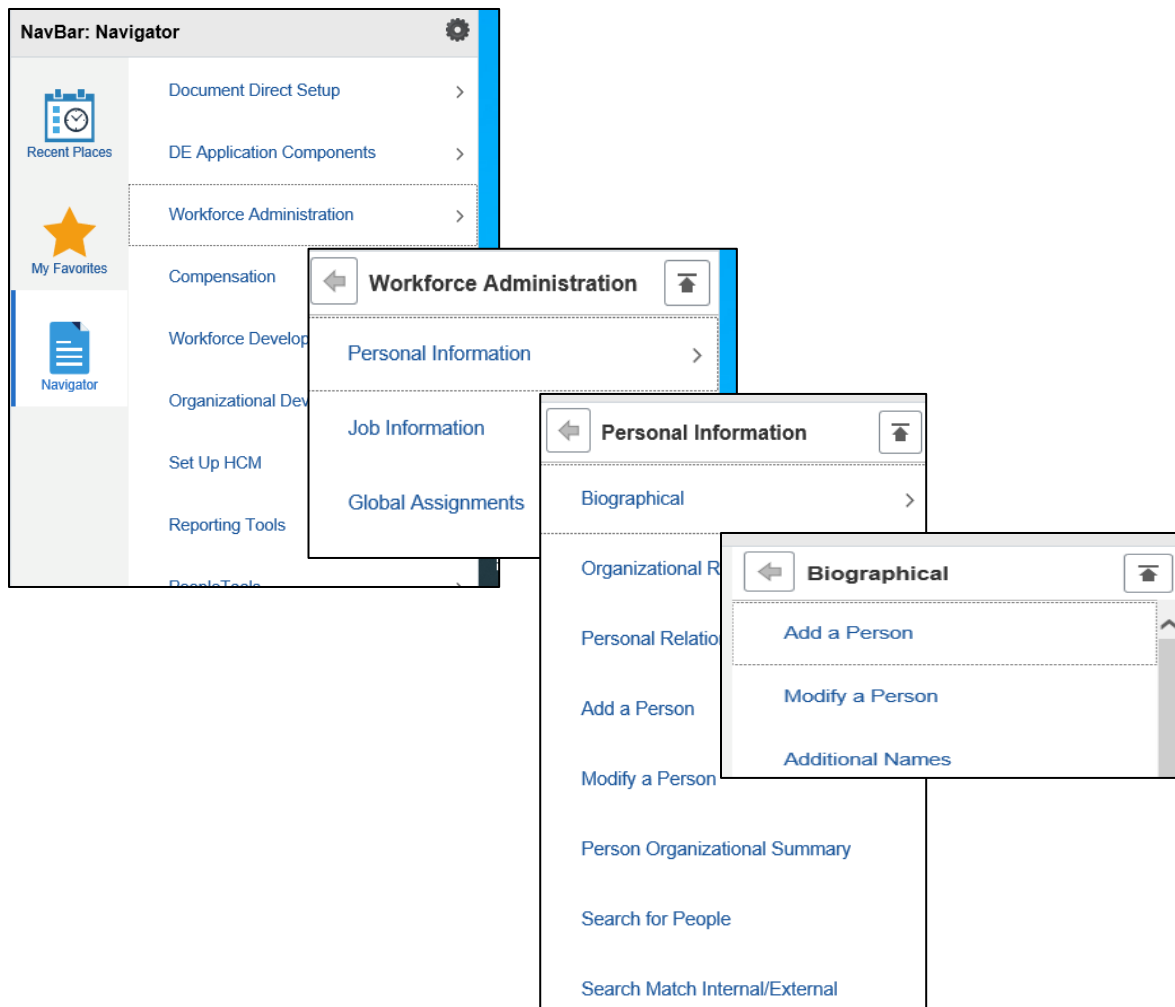 NavBar: Navigator
Recent Places
My Favorites
Navigator
Document Direct Setup
DE Application Components
Workforce Administration
Compensation
Workforce Develop
Organizational Dev
Set Up HCM
Reporting Tools
PeopleTools
Workforce Administration
Personal Information
Job Information
Global Assignments
Personal Information
Biographical
Organizational R
Personal Relatio
Add a Person
Modify a Person
Person Organizational Summary
Search for People
Search Match Internal/External
Biographical
Add a Person
Modify a Person
Additional Names